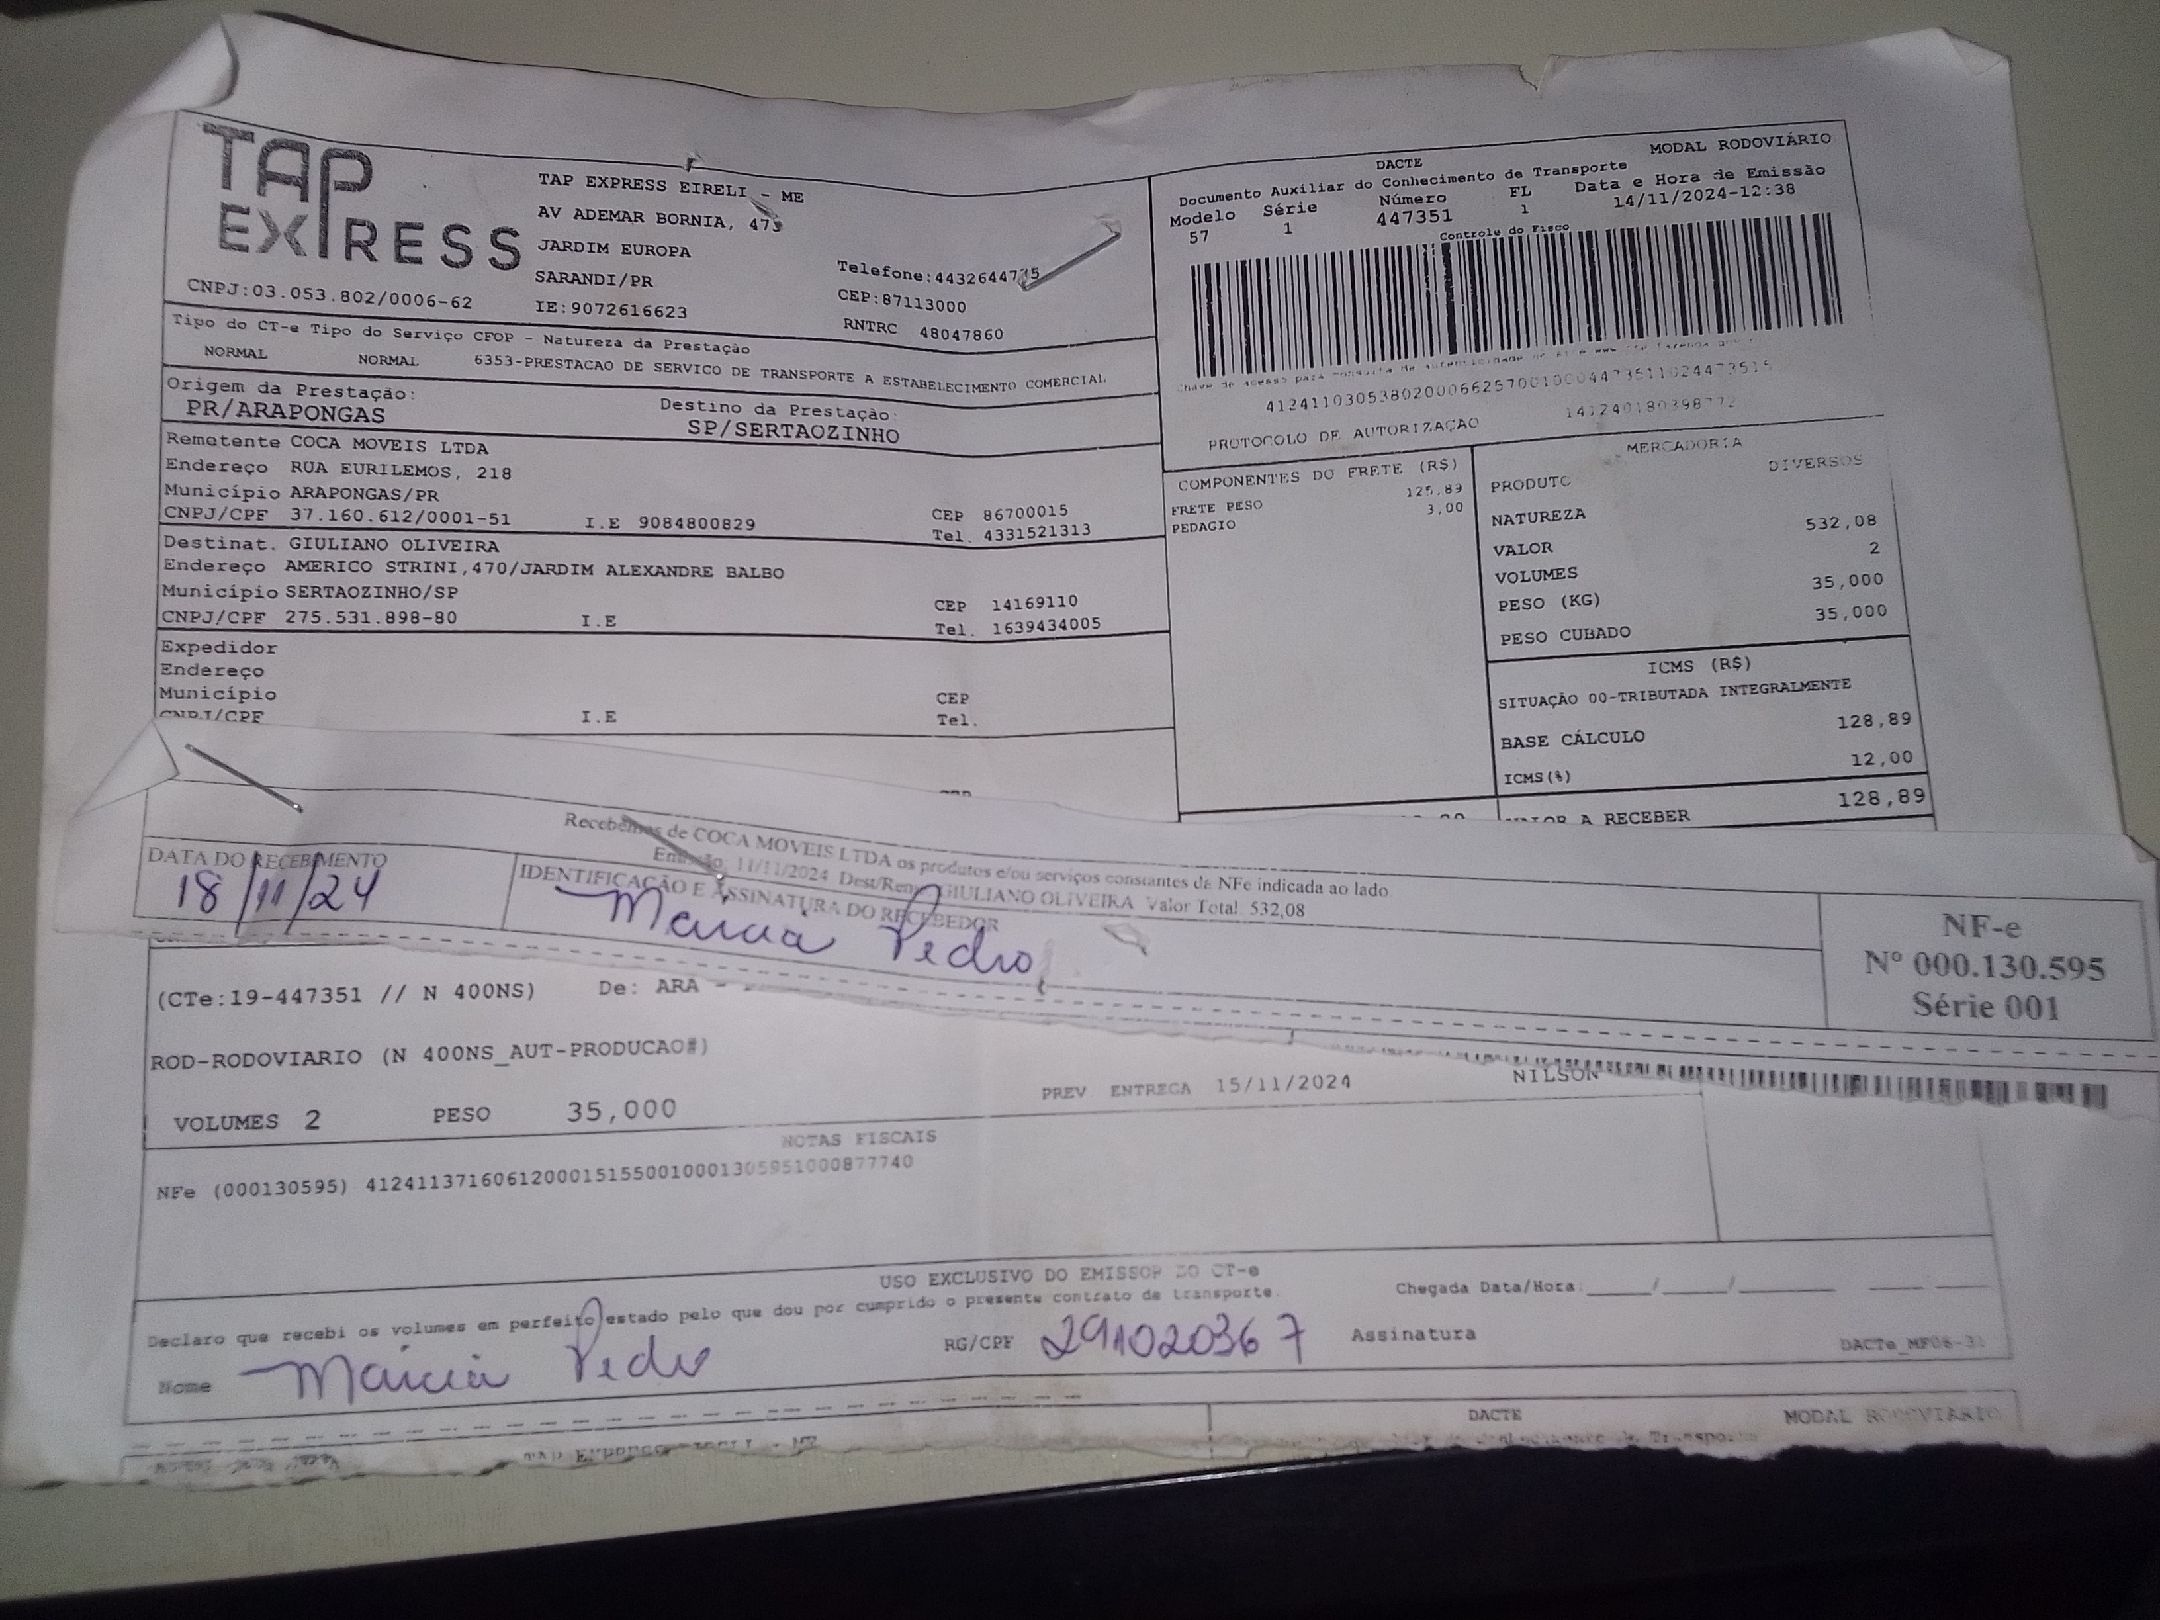 TAP
EXPRESS
TAP EXPRESS EIRELI - ME
AV ADEMAR BORNIA, 473
JARDIM EUROPA
SARANDI/PR
IE:9072616623
CNPJ:03.053.802/0006-62
Telefone:4432644735
CEP:87113000
RNTRC 48047860
DACTE MODAL RODOVIÁRIO
Documento Auxiliar do Conhecimento de Transporte
Modelo Série Número FL Data e Hora de Emissão
57 1 447351 1 14/11/2024-12:38
Controle do Fisco
PROTOCOLO DE AUTORIZAÇÃO
Tipo do CT-e Tipo do Serviço CFOP - Natureza da Prestação
NORMAL NORMAL 6353-PRESTACAO DE SERVICO DE TRANSPORTE A ESTABELECIMENTO COMERCIAL
Origem da Prestação: Destino da Prestação:
PR/ARAPONGAS SP/SERTAOZINHO
Remetente COCA MOVEIS LTDA
Endereço RUA EURILEMOS, 218
Município ARAPONGAS/PR CEP 86700015
CNPJ/CPF 37.160.612/0001-51 I.E 9084800829 Tel. 4331521313
Destinat. GIULIANO OLIVEIRA
Endereço AMERICO STRINI,470/JARDIM ALEXANDRE BALBO
Município SERTAOZINHO/SP CEP 14169110
CNPJ/CPF 275.531.898-80 I.E Tel. 1639434005
Expedidor
Endereço
Município CEP
CNPJ/CPF I.E Tel.
COMPONENTES DO FRETE (R$)
FRETE PESO 125,89
PEDAGIO 3,00
MERCADORIA
PRODUTO DIVERSOS
NATUREZA
VALOR 532,08
VOLUMES 2
PESO (KG) 35,000
PESO CUBADO 35,000
ICMS (R$)
SITUAÇÃO 00-TRIBUTADA INTEGRALMENTE
BASE CÁLCULO 128,89
ICMS(%) 12,00
VALOR A RECEBER 128,89
Recebemos de COCA MOVEIS LTDA os produtos e/ou serviços constantes da NFe indicada ao lado
Emissão 11/11/2024 Dest/Rem GIULIANO OLIVEIRA Valor Total 532,08
DATA DO RECEBIMENTO
18/11/24
IDENTIFICAÇÃO E ASSINATURA DO RECEBEDOR
Marcia Pedro
NF-e
Nº 000.130.595
Série 001
(CTe:19-447351 // N 400NS) De: ARA -
ROD-RODOVIARIO (N 400NS_AUT-PRODUCAO#)
PREV ENTREGA 15/11/2024 NILSON
VOLUMES 2 PESO 35,000
NOTAS FISCAIS
NFe (000130595) 41241137160612000151550010001305951000877740
USO EXCLUSIVO DO EMISSOR DO CT-e
Declaro que recebi os volumes em perfeito estado pelo que dou por cumprido o presente contrato de transporte. Chegada Data/Hora:____/____/____
Nome Marcia Pedro RG/CPF 291020367 Assinatura
DACTe_MF06-31
DACTE MODAL RODOVIÁRIO